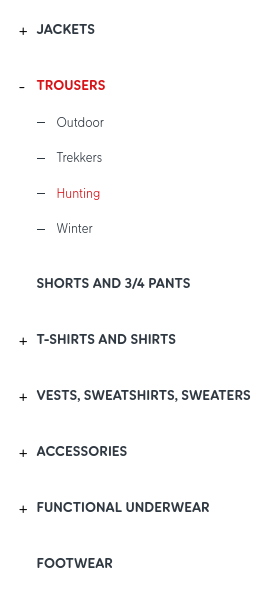 + JACKETS
- TROUSERS
– Outdoor
– Trekkers
– Hunting
– Winter
SHORTS AND 3/4 PANTS
+ T-SHIRTS AND SHIRTS
+ VESTS, SWEATSHIRTS, SWEATERS
+ ACCESSORIES
+ FUNCTIONAL UNDERWEAR
FOOTWEAR